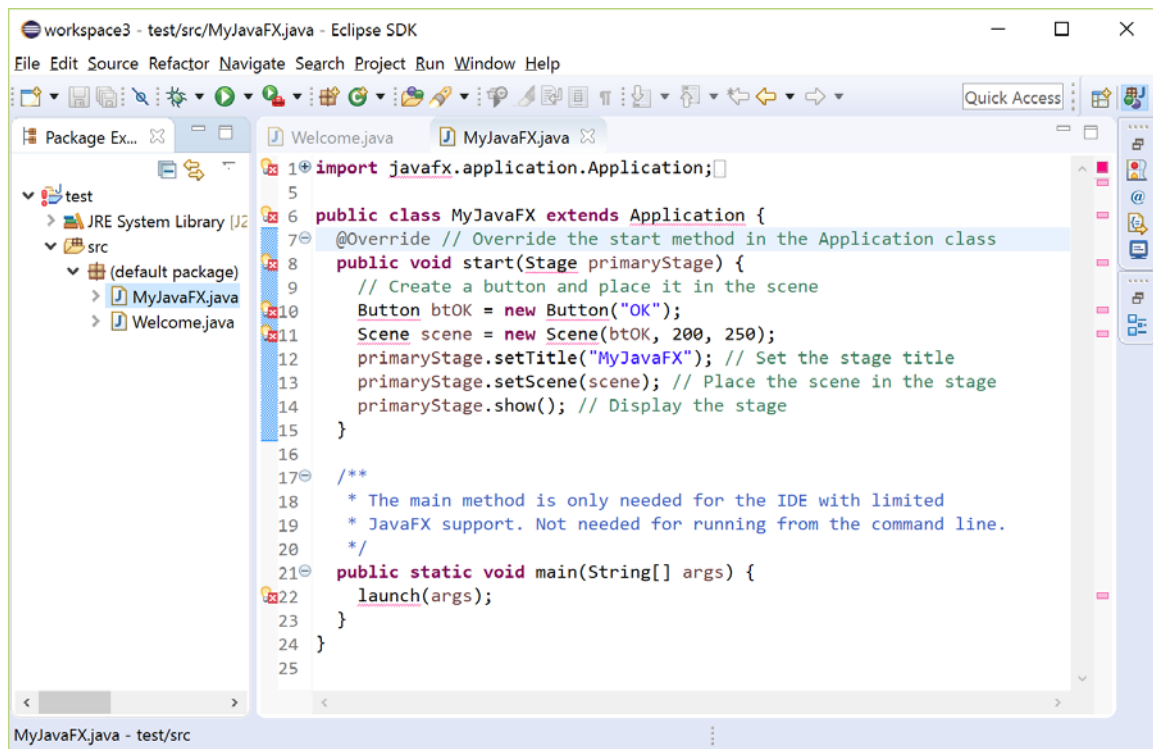 workspace3 - test/src/MyJavaFX.java - Eclipse SDK
File Edit Source Refactor Navigate Search Project Run Window Help
Quick Access
Package Ex...
Welcome.java
MyJavaFX.java
test
JRE System Library [J2
src
(default package)
MyJavaFX.java
Welcome.java
1 import javafx.application.Application;
5
6 public class MyJavaFX extends Application {
7 @Override // Override the start method in the Application class
8 public void start(Stage primaryStage) {
9 // Create a button and place it in the scene
10 Button btOK = new Button("OK");
11 Scene scene = new Scene(btOK, 200, 250);
12 primaryStage.setTitle("MyJavaFX"); // Set the stage title
13 primaryStage.setScene(scene); // Place the scene in the stage
14 primaryStage.show(); // Display the stage
15 }
16
17 /**
18 * The main method is only needed for the IDE with limited
19 * JavaFX support. Not needed for running from the command line.
20 */
21 public static void main(String[] args) {
22 launch(args);
23 }
24 }
25
MyJavaFX.java - test/src